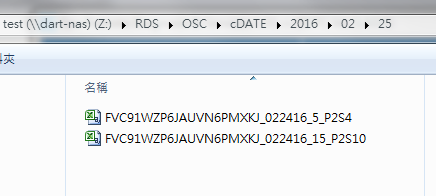 test (\\dart-nas) (Z:) ▸ RDS ▸ OSC ▸ cDATE ▸ 2016 ▸ 02 ▸ 25
夾
名稱
FVC91WZP6JAUVN6PMXKJ_022416_5_P2S4
FVC91WZP6JAUVN6PMXKJ_022416_15_P2S10